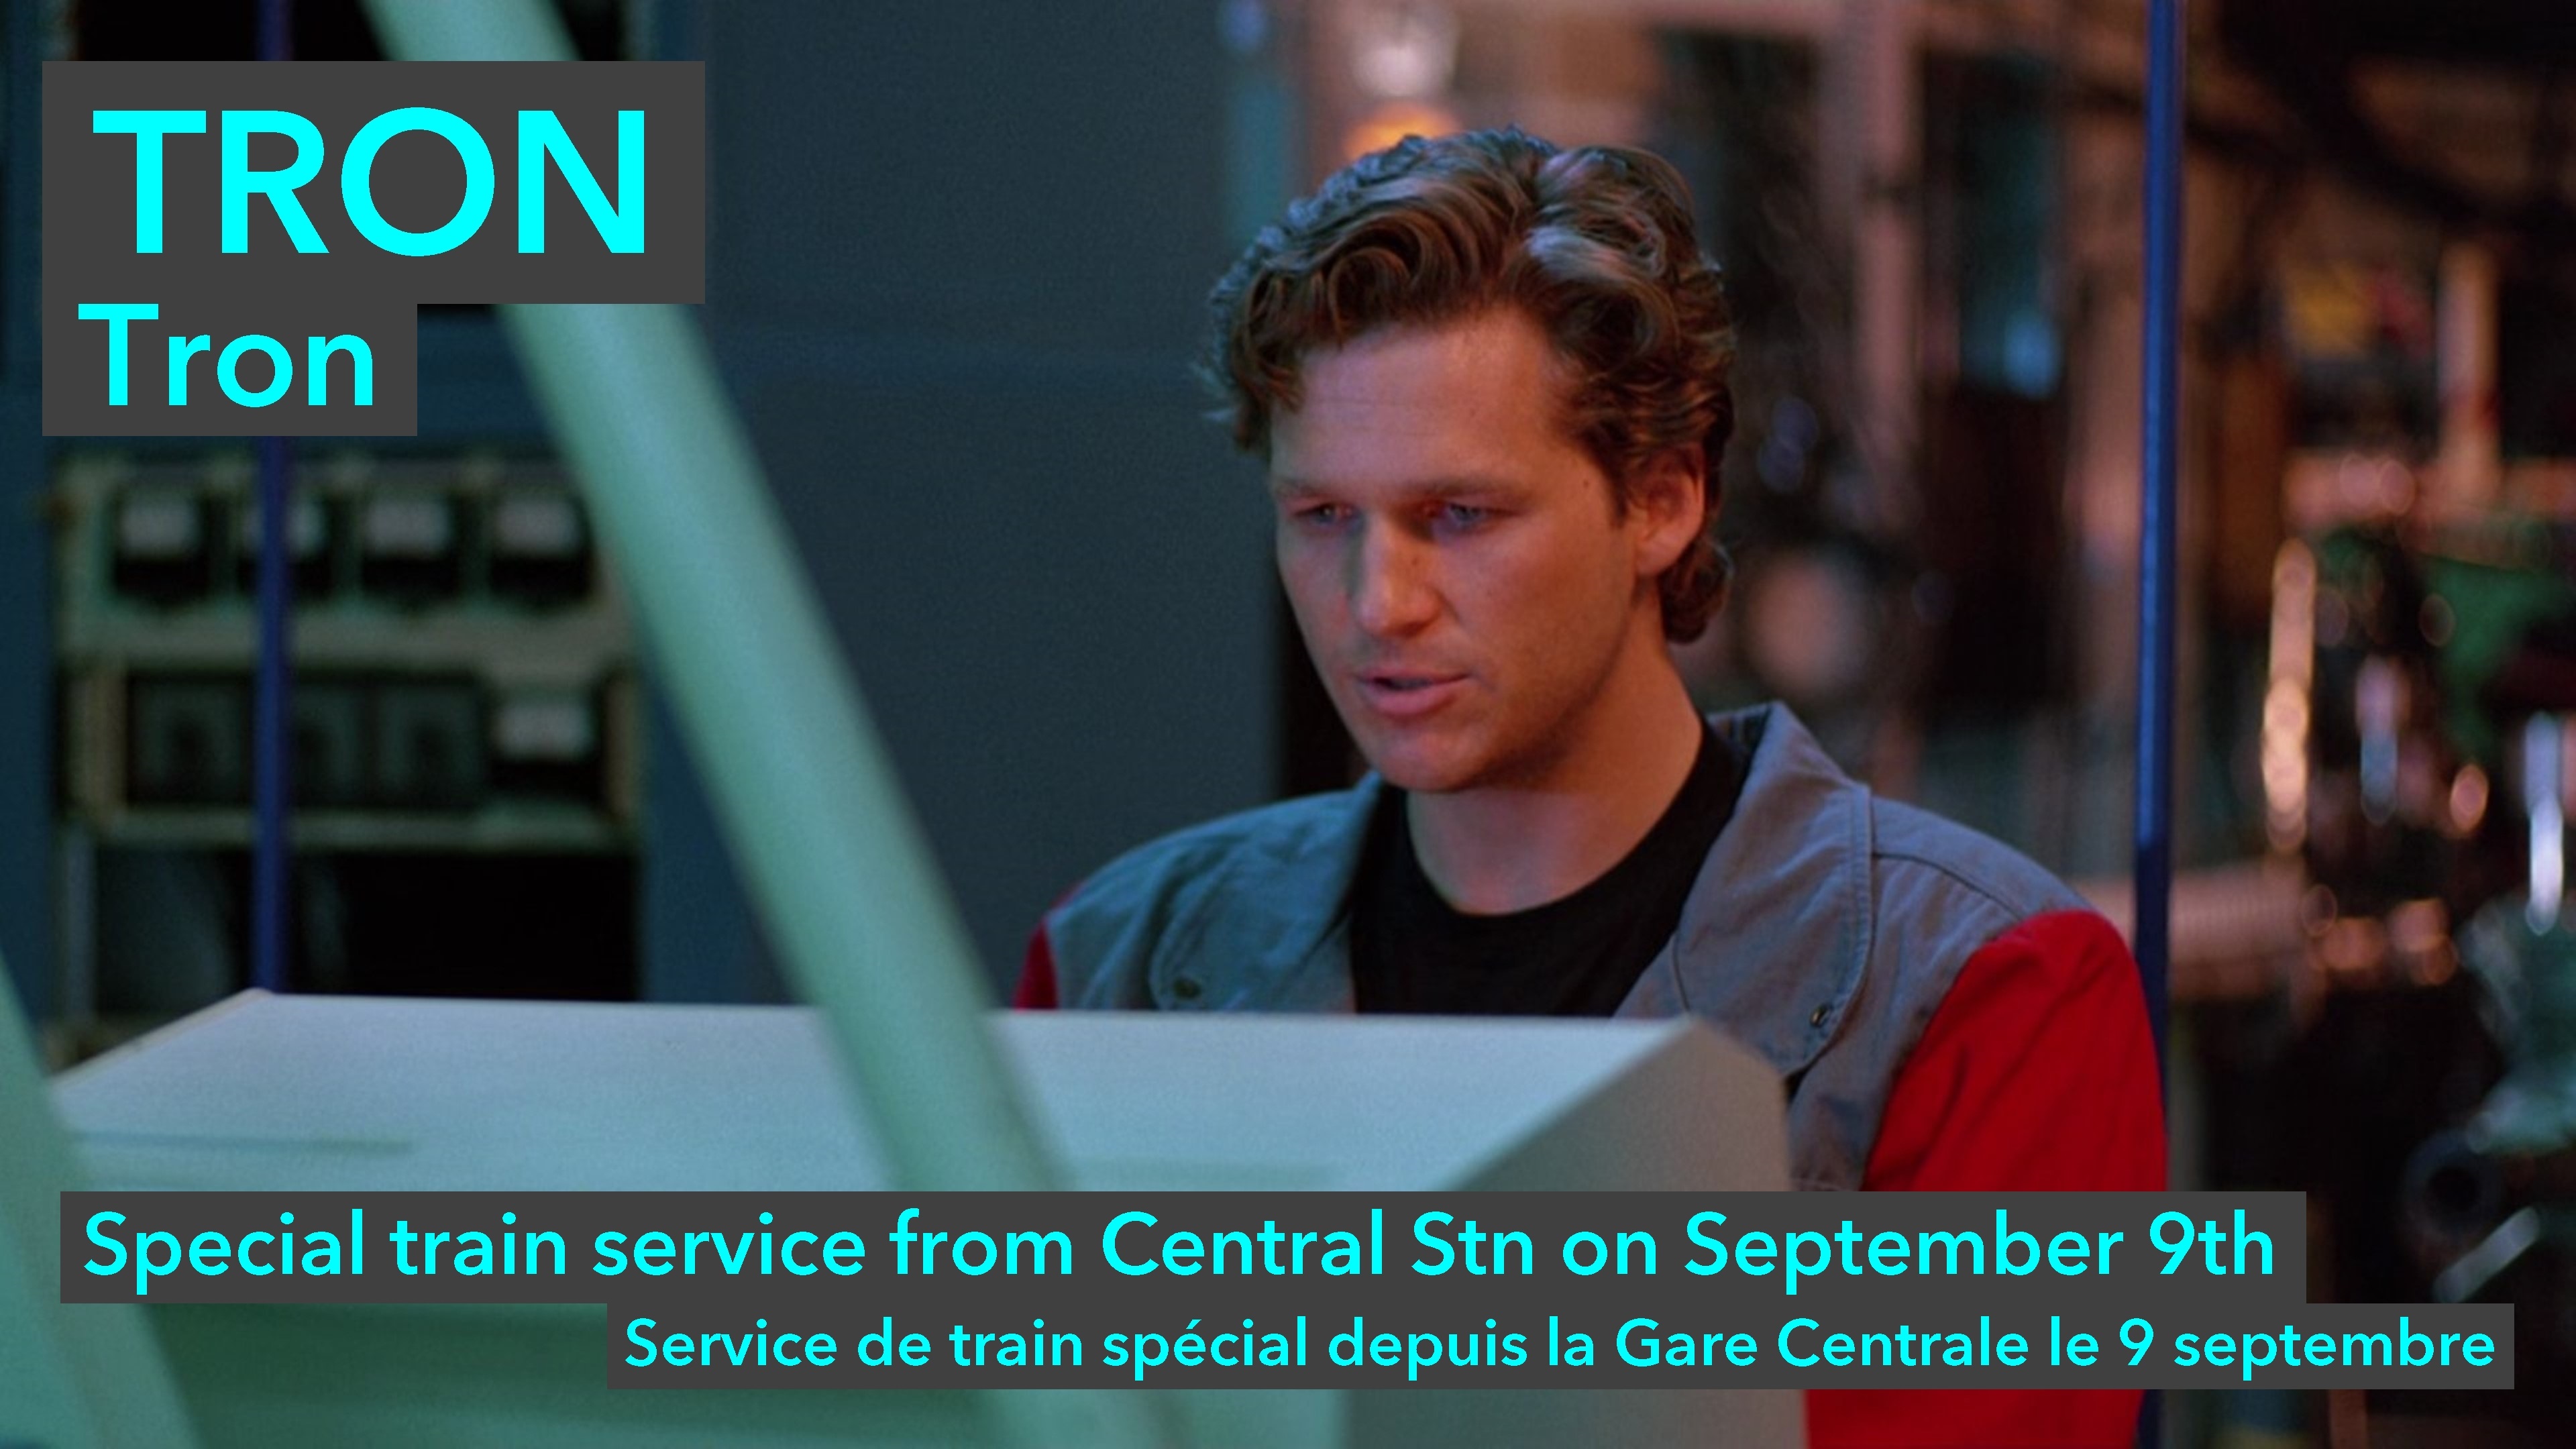 TRON
Tron
Special train service from Central Stn on September 9th
Service de train spécial depuis la Gare Centrale le 9 septembre